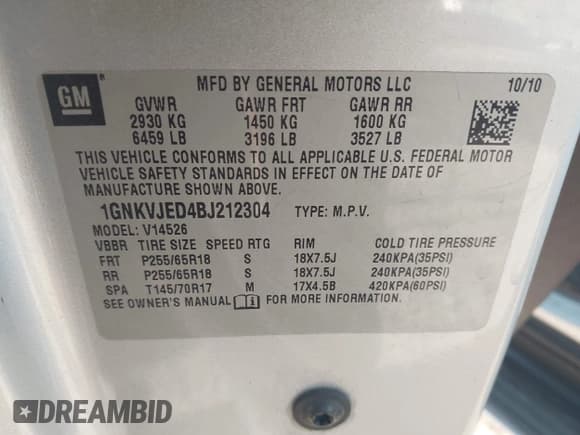 GM
®
MFD BY GENERAL MOTORS LLC 10/10
GVWR GAWR FRT GAWR RR
2930 KG 1450 KG 1600 KG
6459 LB 3196 LB 3527 LB
THIS VEHICLE CONFORMS TO ALL APPLICABLE U.S. FEDERAL MOTOR
VEHICLE SAFETY STANDARDS IN EFFECT ON THE DATE OF
MANUFACTURE SHOWN ABOVE.
1GNKVJED4BJ212304 TYPE: M.P.V.
MODEL: V14526
VBBR TIRE SIZE SPEED RTG RIM COLD TIRE PRESSURE
FRT P255/65R18 S 18X7.5J 240KPA(35PSI)
RR P255/65R18 S 18X7.5J 240KPA(35PSI)
SPA T145/70R17 M 17X4.5B 420KPA(60PSI)
SEE OWNER'S MANUAL FOR MORE INFORMATION.
DREAMBID